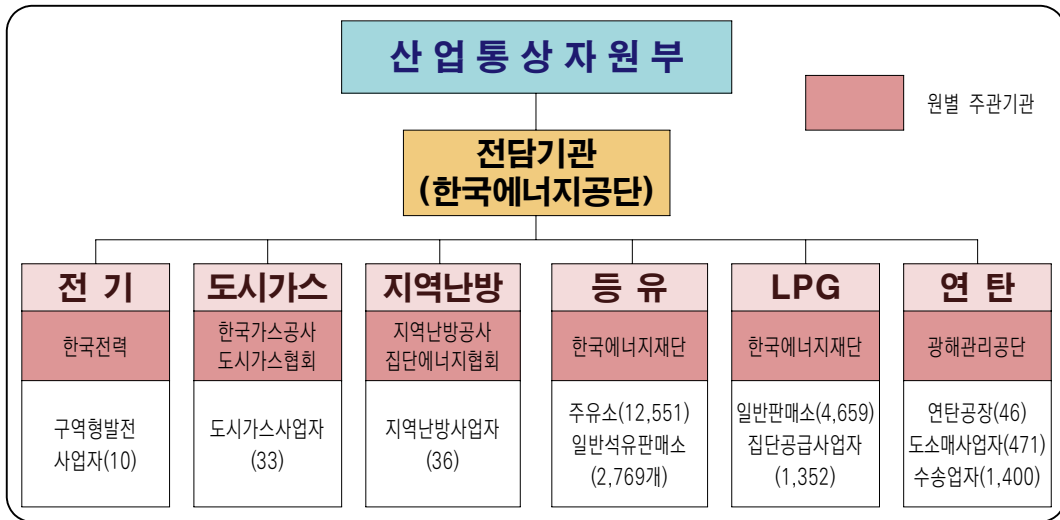 산업통상자원부
원별 주관기관
전담기관
(한국에너지공단)
전 기
한국전력
구역형발전
사업자(10)
도시가스
한국가스공사
도시가스협회
도시가스사업자
(33)
지역난방
지역난방공사
집단에너지협회
지역난방사업자
(36)
등 유
한국에너지재단
주유소(12,551)
일반석유판매소
(2,769개)
LPG
한국에너지재단
일반판매소(4,659)
집단공급사업자
(1,352)
연 탄
광해관리공단
연탄공장(46)
도소매사업자(471)
수송업자(1,400)